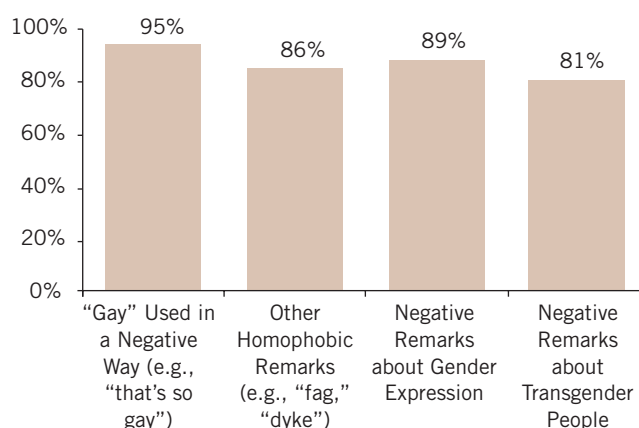 100%
80%
60%
40%
20%
0%
95%
86%
89%
81%
“Gay” Used in
a Negative
Way (e.g.,
“that’s so
gay”)
Other
Homophobic
Remarks
(e.g., “fag,”
“dyke”)
Negative
Remarks
about Gender
Expression
Negative
Remarks
about
Transgender
People